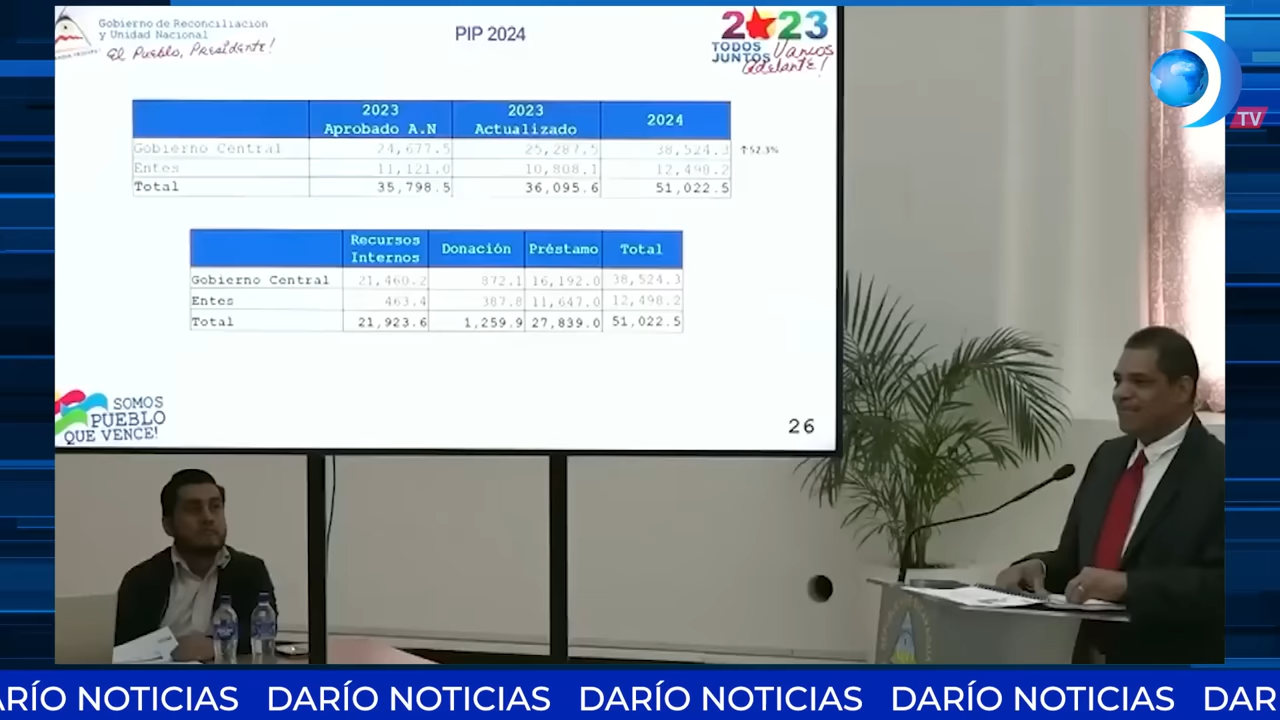 Gobierno de Reconciliación
y Unidad Nacional
El Pueblo, Presidente!
PIP 2024
2023
TODOS
JUNTOS Vamos
adelante!
TV
2023 Aprobado A.N 2023 Actualizado 2024
Gobierno Central 24,677.5 25,287.5 38,524.3 ↑52.3%
Entes 11,121.0 10,808.1 12,498.2
Total 35,798.5 36,095.6 51,022.5
Recursos Internos Donación Préstamo Total
Gobierno Central 21,460.2 872.1 16,192.0 38,524.3
Entes 463.4 387.8 11,647.0 12,498.2
Total 21,923.6 1,259.9 27,839.0 51,022.5
SOMOS
PUEBLO
QUE VENCE!
26
ARÍO NOTICIAS DARÍO NOTICIAS DARÍO NOTICIAS DARÍO NOTICIAS DAR